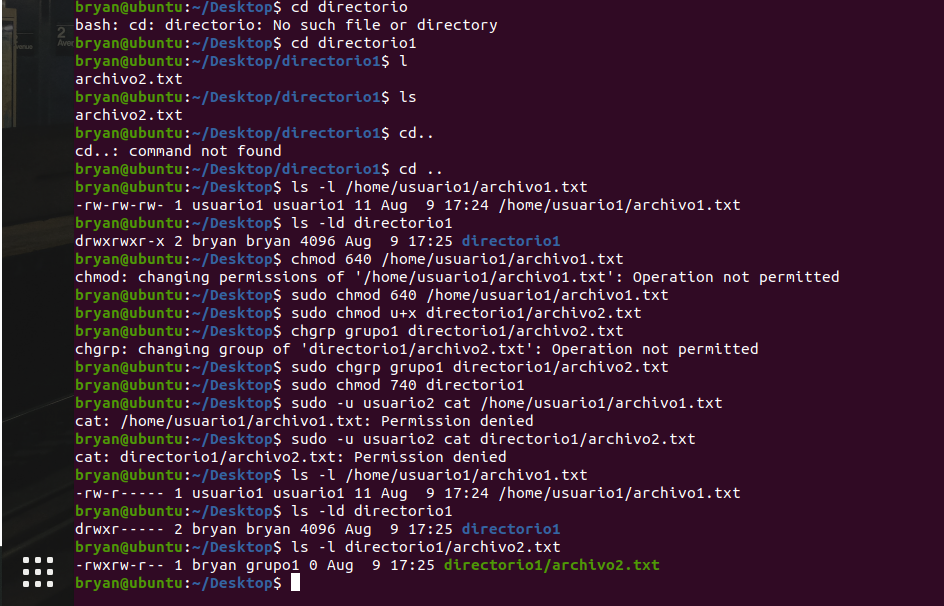 bryan@ubuntu:~/Desktop$ cd directorio
bash: cd: directorio: No such file or directory
bryan@ubuntu:~/Desktop$ cd directorio1
bryan@ubuntu:~/Desktop/directorio1$ l
archivo2.txt
bryan@ubuntu:~/Desktop/directorio1$ ls
archivo2.txt
bryan@ubuntu:~/Desktop/directorio1$ cd..
cd..: command not found
bryan@ubuntu:~/Desktop/directorio1$ cd ..
bryan@ubuntu:~/Desktop$ ls -l /home/usuario1/archivo1.txt
-rw-rw-rw- 1 usuario1 usuario1 11 Aug  9 17:24 /home/usuario1/archivo1.txt
bryan@ubuntu:~/Desktop$ ls -ld directorio1
drwxrwxr-x 2 bryan bryan 4096 Aug  9 17:25 directorio1
bryan@ubuntu:~/Desktop$ chmod 640 /home/usuario1/archivo1.txt
chmod: changing permissions of '/home/usuario1/archivo1.txt': Operation not permitted
bryan@ubuntu:~/Desktop$ sudo chmod 640 /home/usuario1/archivo1.txt
bryan@ubuntu:~/Desktop$ sudo chmod u+x directorio1/archivo2.txt
bryan@ubuntu:~/Desktop$ chgrp grupo1 directorio1/archivo2.txt
chgrp: changing group of 'directorio1/archivo2.txt': Operation not permitted
bryan@ubuntu:~/Desktop$ sudo chgrp grupo1 directorio1/archivo2.txt
bryan@ubuntu:~/Desktop$ sudo chmod 740 directorio1
bryan@ubuntu:~/Desktop$ sudo -u usuario2 cat /home/usuario1/archivo1.txt
cat: /home/usuario1/archivo1.txt: Permission denied
bryan@ubuntu:~/Desktop$ sudo -u usuario2 cat directorio1/archivo2.txt
cat: directorio1/archivo2.txt: Permission denied
bryan@ubuntu:~/Desktop$ ls -l /home/usuario1/archivo1.txt
-rw-r----- 1 usuario1 usuario1 11 Aug  9 17:24 /home/usuario1/archivo1.txt
bryan@ubuntu:~/Desktop$ ls -ld directorio1
drwxr----- 2 bryan bryan 4096 Aug  9 17:25 directorio1
bryan@ubuntu:~/Desktop$ ls -l directorio1/archivo2.txt
-rwxrw-r-- 1 bryan grupo1 0 Aug  9 17:25 directorio1/archivo2.txt
bryan@ubuntu:~/Desktop$
2